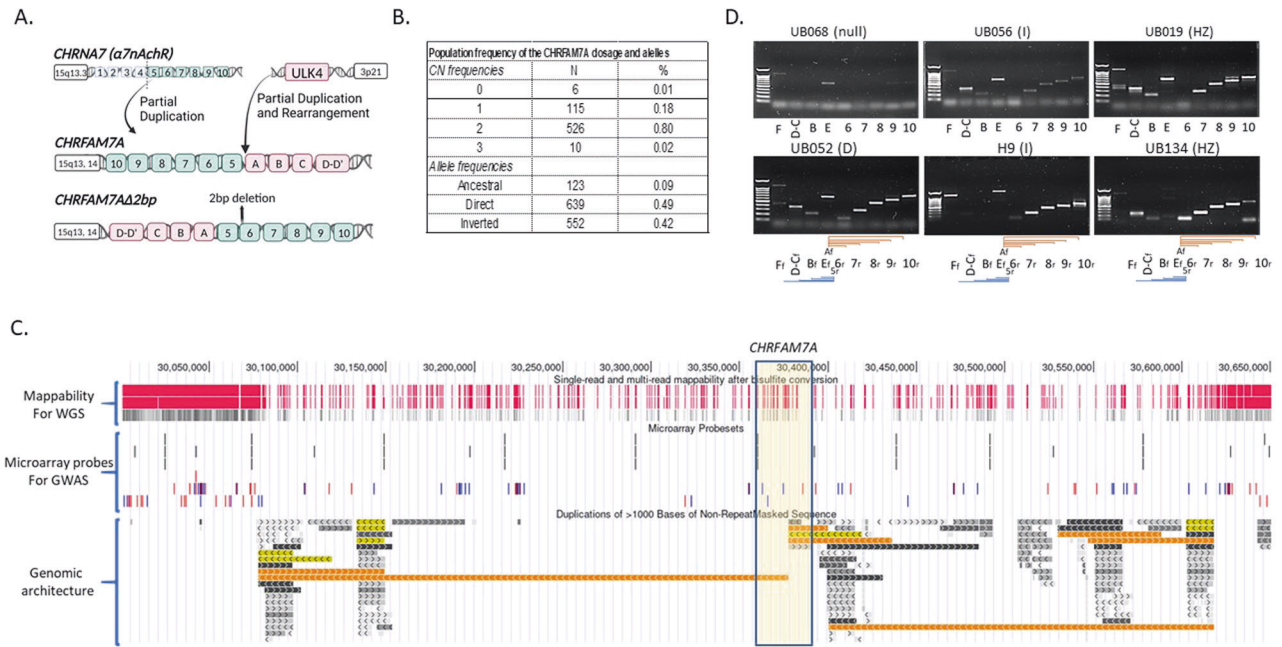 A.
CHRNA7 (α7nAchR)
15q13.3 1 2 3 4 5 6 7 8 9 10
ULK4 3p21
Partial
Duplication
Partial Duplication
and Rearrangement
CHRFAM7A
15q13, 14 10 9 8 7 6 5 A B C D-D'
CHRFAM7AΔ2bp
2bp deletion
15q13, 14 D-D' C B A 5 6 7 8 9 10
B.
Population frequency of the CHRFAM7A dosage and alelles
CN frequencies N %
0 6 0.01
1 115 0.18
2 526 0.80
3 10 0.02
Allele frequencies
Ancestral 123 0.09
Direct 639 0.49
Inverted 552 0.42
D.
UB068 (null) UB056 (I) UB019 (HZ)
F D-C B E 6 7 8 9 10 F D-C B E 6 7 8 9 10 F D-C B E 6 7 8 9 10
UB052 (D) H9 (I) UB134 (HZ)
Af Af Af
Ff D-Cr Bf Ef 6r 7r 8r 9r 10r Ff D-Cr Bf Ef 6r 7r 8r 9r 10r Ff D-Cr Bf Ef 6r 7r 8r 9r 10r
5r 5r 5r
C.
CHRFAM7A
30,050,000 30,100,000 30,150,000 30,200,000 30,250,000 30,300,000 30,350,000 30,400,000 30,450,000 30,500,000 30,550,000 30,600,000 30,650,000
Single-read and multi-read mappability after bisulfite conversion
Mappability
For WGS
Microarray Probesets
Microarray probes
For GWAS
Duplications of >1000 Bases of Non-RepeatMasked Sequence
Genomic
architecture